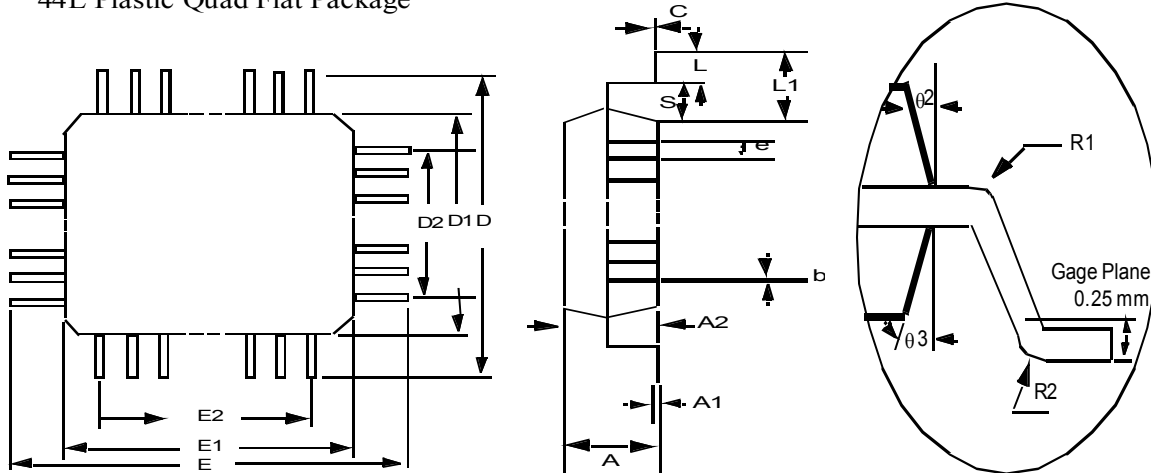 44L Plastic Quad Flat Package
C
L
L1
S
e
b
A2
A1
A
D2 D1 D
E2
E1
E
θ2
R1
Gage Plane
0.25 mm
θ3
R2